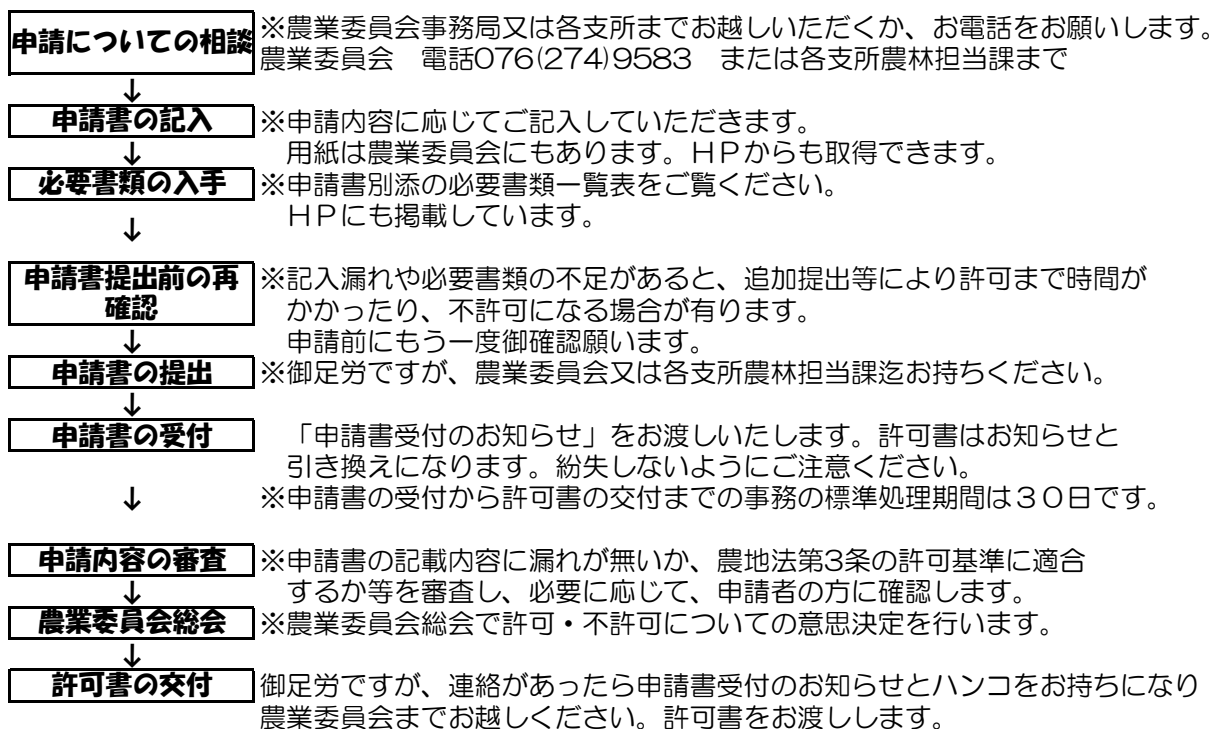 申請についての相談
※農業委員会事務局又は各支所までお越しいただくか、お電話をお願いします。
農業委員会　電話076(274)9583　または各支所農林担当課まで
↓
申請書の記入
※申請内容に応じてご記入していただきます。
↓
用紙は農業委員会にもあります。HPからも取得できます。
必要書類の入手
※申請書別添の必要書類一覧表をご覧ください。
HPにも掲載しています。
↓
申請書提出前の再
確認
※記入漏れや必要書類の不足があると、追加提出等により許可まで時間が
かかったり、不許可になる場合が有ります。
↓
申請前にもう一度御確認願います。
申請書の提出
※御足労ですが、農業委員会又は各支所農林担当課迄お持ちください。
↓
申請書の受付
「申請書受付のお知らせ」をお渡しいたします。許可書はお知らせと
引き換えになります。紛失しないようにご注意ください。
↓
※申請書の受付から許可書の交付までの事務の標準処理期間は３０日です。
申請内容の審査
※申請書の記載内容に漏れが無いか、農地法第3条の許可基準に適合
↓
するか等を審査し、必要に応じて、申請者の方に確認します。
農業委員会総会
※農業委員会総会で許可・不許可についての意思決定を行います。
↓
許可書の交付
御足労ですが、連絡があったら申請書受付のお知らせとハンコをお持ちになり
農業委員会までお越しください。許可書をお渡しします。